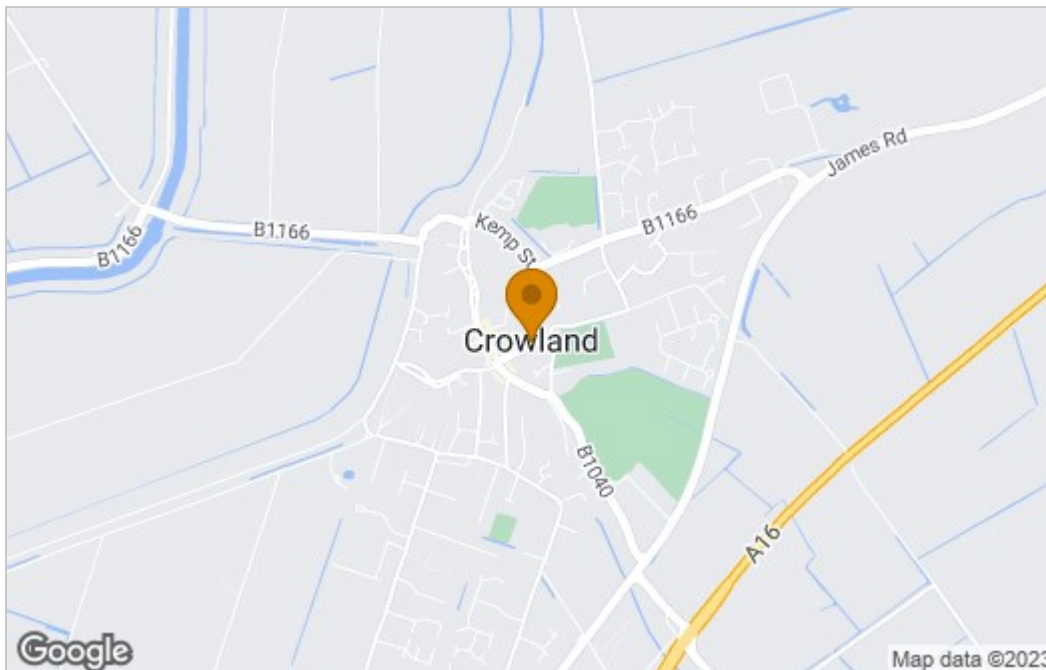 James Rd
B1166
Kemp St
B1166
B1166
Crowland
B1040
A16
Google
Map data ©2023